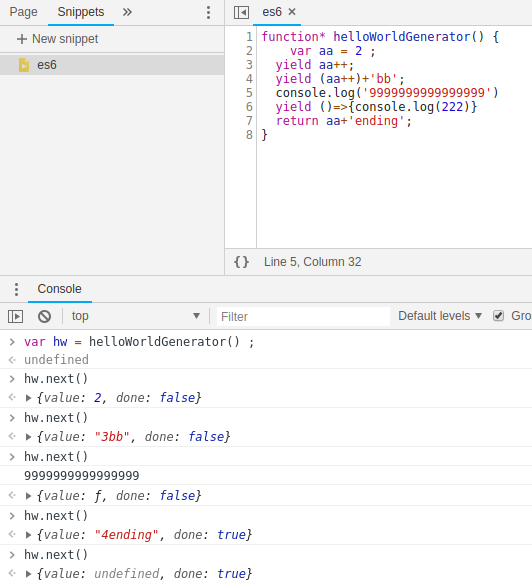 Page Snippets
New snippet
es6
es6 ×
1 function* helloWorldGenerator() {
2 var aa = 2 ;
3 yield aa++;
4 yield (aa++)+'bb';
5 console.log('9999999999999999')
6 yield ()=>{console.log(222)}
7 return aa+'ending';
8 }
{} Line 5, Column 32
Console
top Filter Default levels Gro
> var hw = helloWorldGenerator() ;
undefined
> hw.next()
{value: 2, done: false}
> hw.next()
{value: "3bb", done: false}
> hw.next()
9999999999999999
{value: ƒ, done: false}
> hw.next()
{value: "4ending", done: true}
> hw.next()
{value: undefined, done: true}